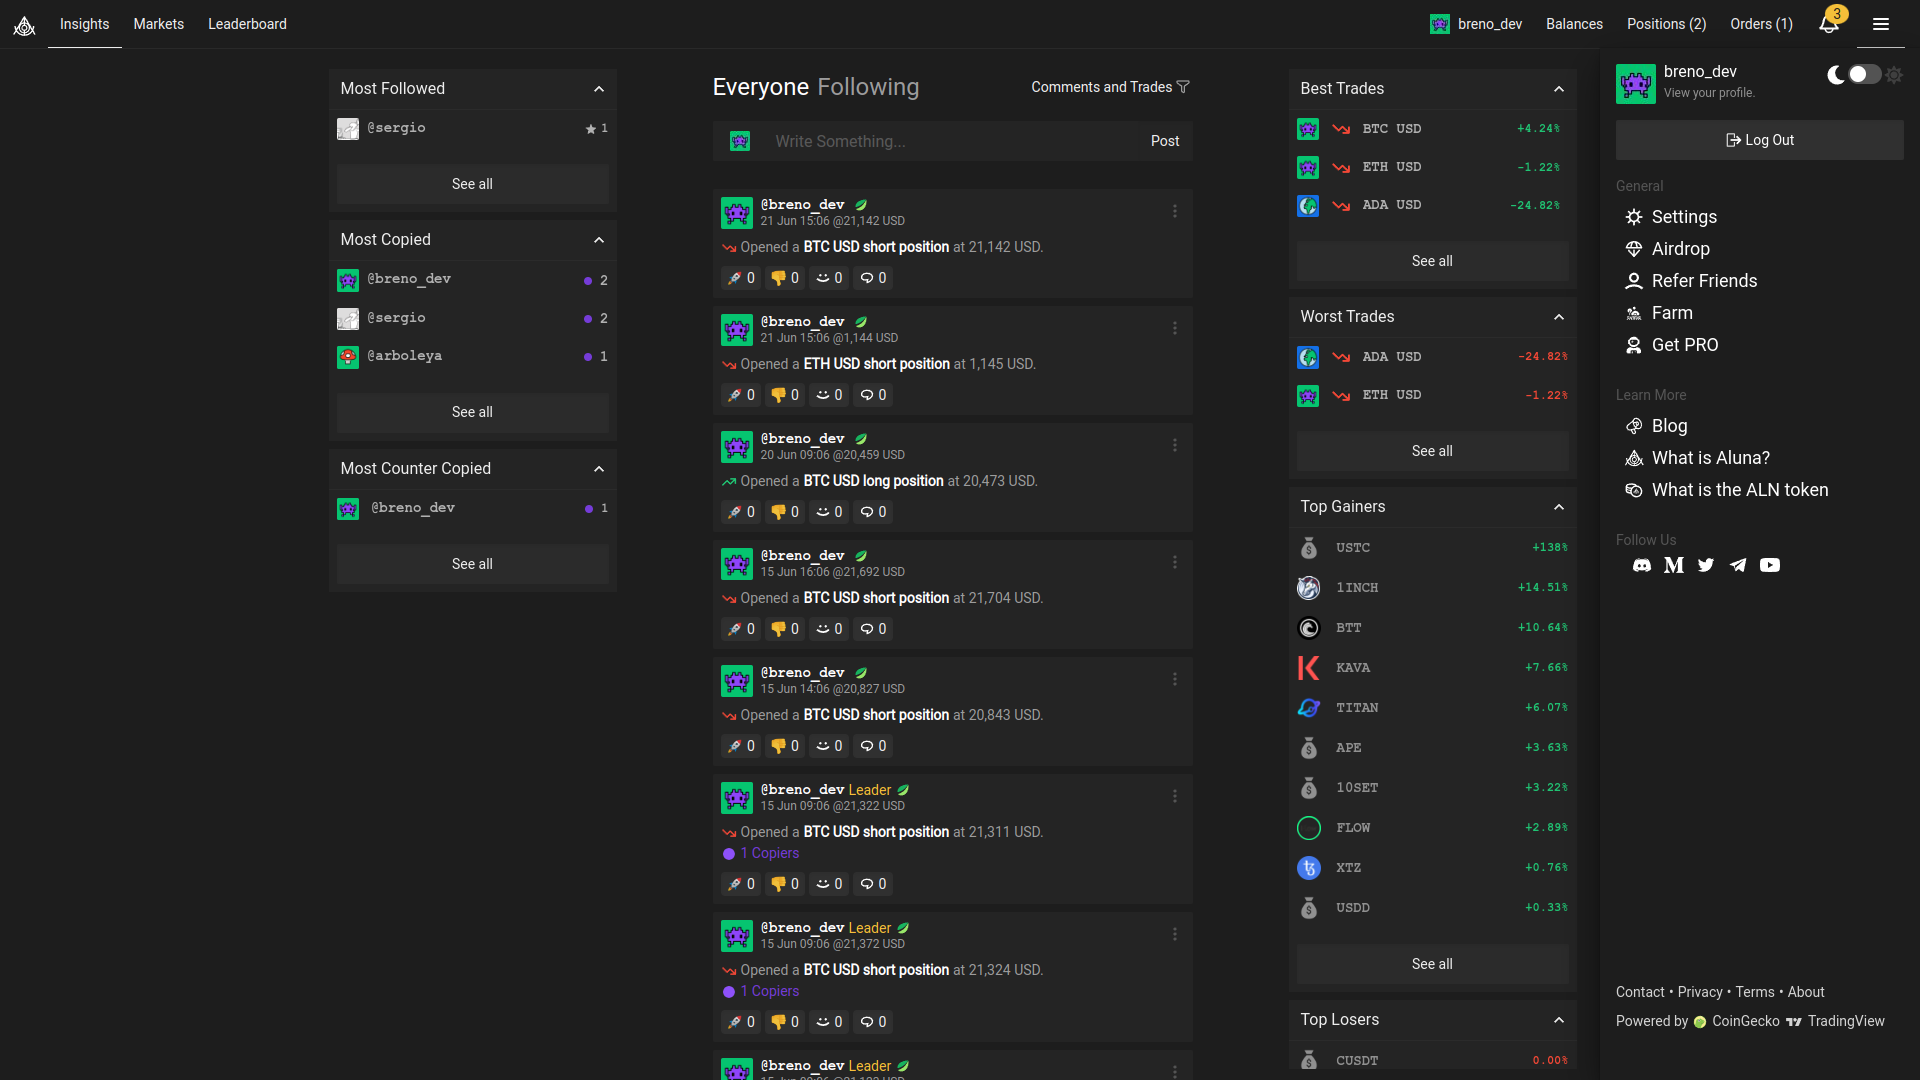 Insights Markets Leaderboard
breno_dev Balances Positions (2) Orders (1) 3
Most Followed
@sergio 1
See all
Most Copied
@breno_dev 2
@sergio 2
@arboleya 1
See all
Most Counter Copied
@breno_dev 1
See all
Everyone Following Comments and Trades
Write Something... Post
@breno_dev
21 Jun 15:06 @21,142 USD
Opened a BTC USD short position at 21,142 USD.
0 0 0 0
@breno_dev
21 Jun 15:06 @1,144 USD
Opened a ETH USD short position at 1,145 USD.
0 0 0 0
@breno_dev
20 Jun 09:06 @20,459 USD
Opened a BTC USD long position at 20,473 USD.
0 0 0 0
@breno_dev
15 Jun 16:06 @21,692 USD
Opened a BTC USD short position at 21,704 USD.
0 0 0 0
@breno_dev
15 Jun 14:06 @20,827 USD
Opened a BTC USD short position at 20,843 USD.
0 0 0 0
@breno_dev Leader
15 Jun 09:06 @21,322 USD
Opened a BTC USD short position at 21,311 USD.
1 Copiers
0 0 0 0
@breno_dev Leader
15 Jun 09:06 @21,372 USD
Opened a BTC USD short position at 21,324 USD.
1 Copiers
0 0 0 0
@breno_dev Leader
Best Trades
BTC USD +4.24%
ETH USD -1.22%
ADA USD -24.82%
See all
Worst Trades
ADA USD -24.82%
ETH USD -1.22%
See all
Top Gainers
USTC +138%
1INCH +14.51%
BTT +10.64%
KAVA +7.66%
TITAN +6.07%
APE +3.63%
10SET +3.22%
FLOW +2.89%
XTZ +0.76%
USDD +0.33%
See all
Top Losers
CUSDT 0.00%
breno_dev
View your profile.
Log Out
General
Settings
Airdrop
Refer Friends
Farm
Get PRO
Learn More
Blog
What is Aluna?
What is the ALN token
Follow Us
Contact • Privacy • Terms • About
Powered by CoinGecko TradingView